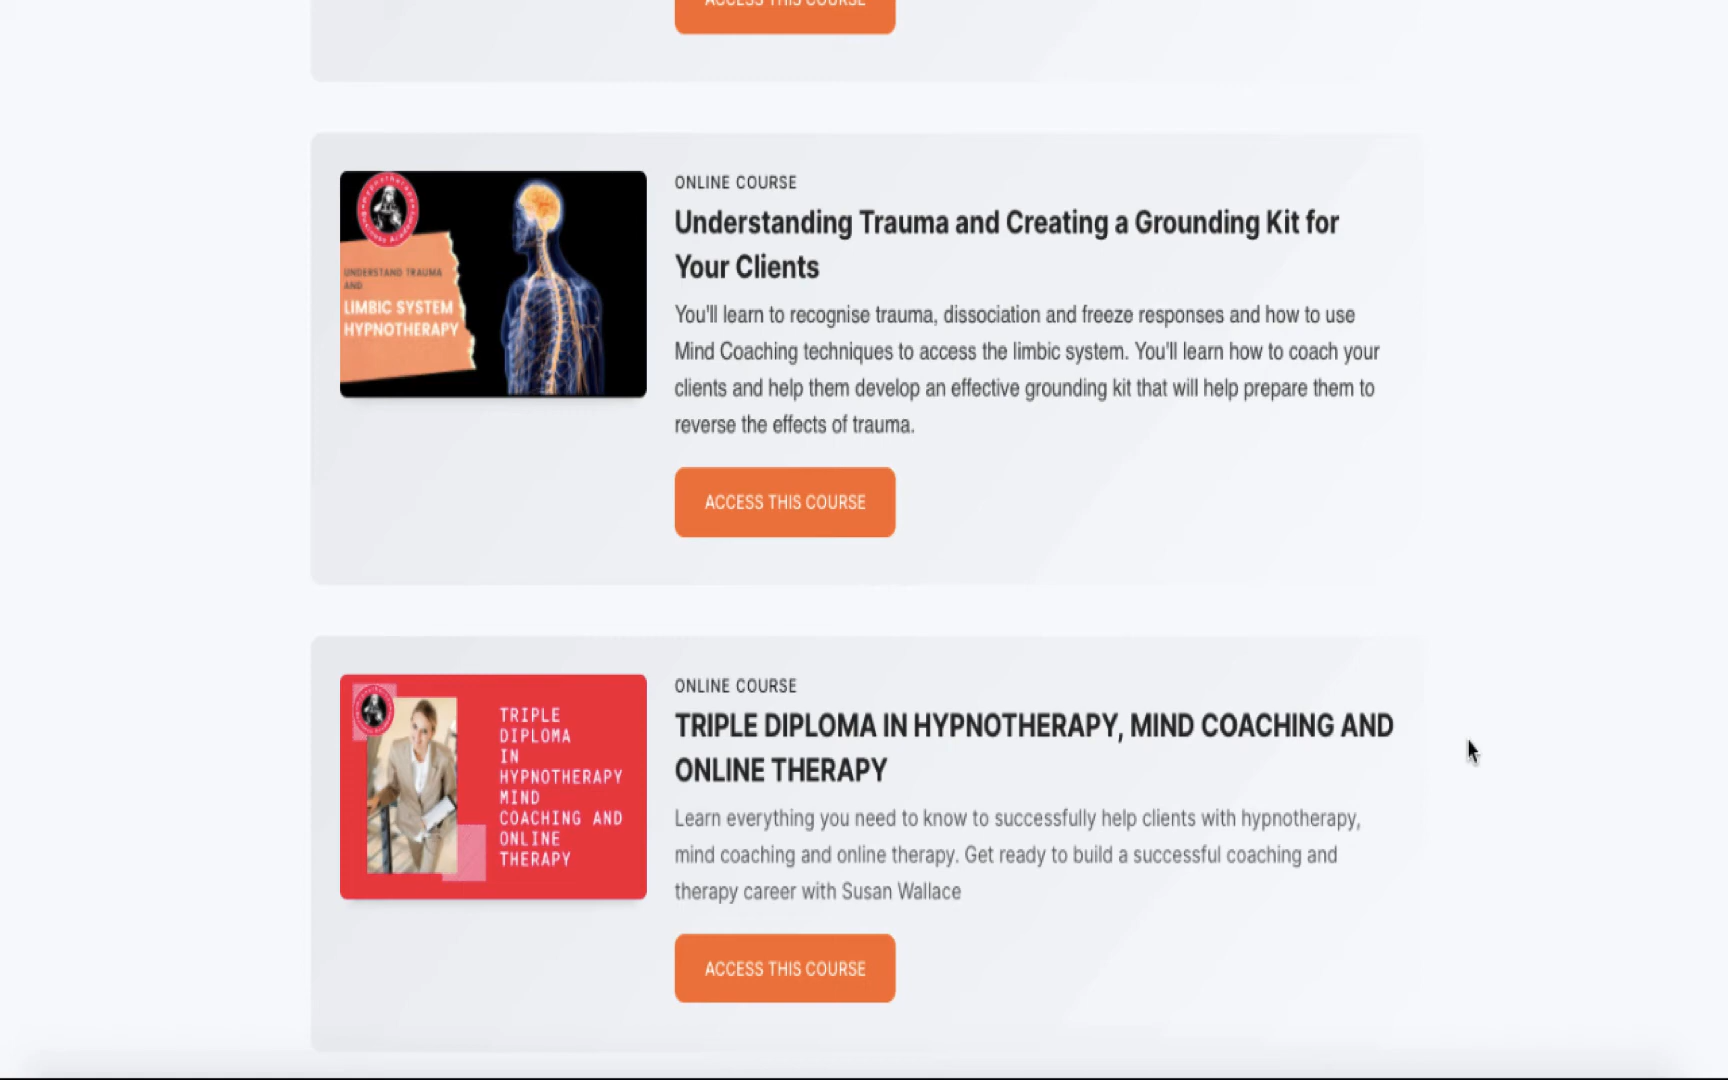 ACCESS THIS COURSE
ONLINE COURSE
Understanding Trauma and Creating a Grounding Kit for
Your Clients
You'll learn to recognise trauma, dissociation and freeze responses and how to use
Mind Coaching techniques to access the limbic system. You'll learn how to coach your
clients and help them develop an effective grounding kit that will help prepare them to
reverse the effects of trauma.
ACCESS THIS COURSE
UNDERSTAND TRAUMA
AND
LIMBIC SYSTEM
HYPNOTHERAPY
ONLINE COURSE
TRIPLE DIPLOMA IN HYPNOTHERAPY, MIND COACHING AND
ONLINE THERAPY
Learn everything you need to know to successfully help clients with hypnotherapy,
mind coaching and online therapy. Get ready to build a successful coaching and
therapy career with Susan Wallace
ACCESS THIS COURSE
TRIPLE
DIPLOMA
IN
HYPNOTHERAPY
MIND
COACHING AND
ONLINE
THERAPY